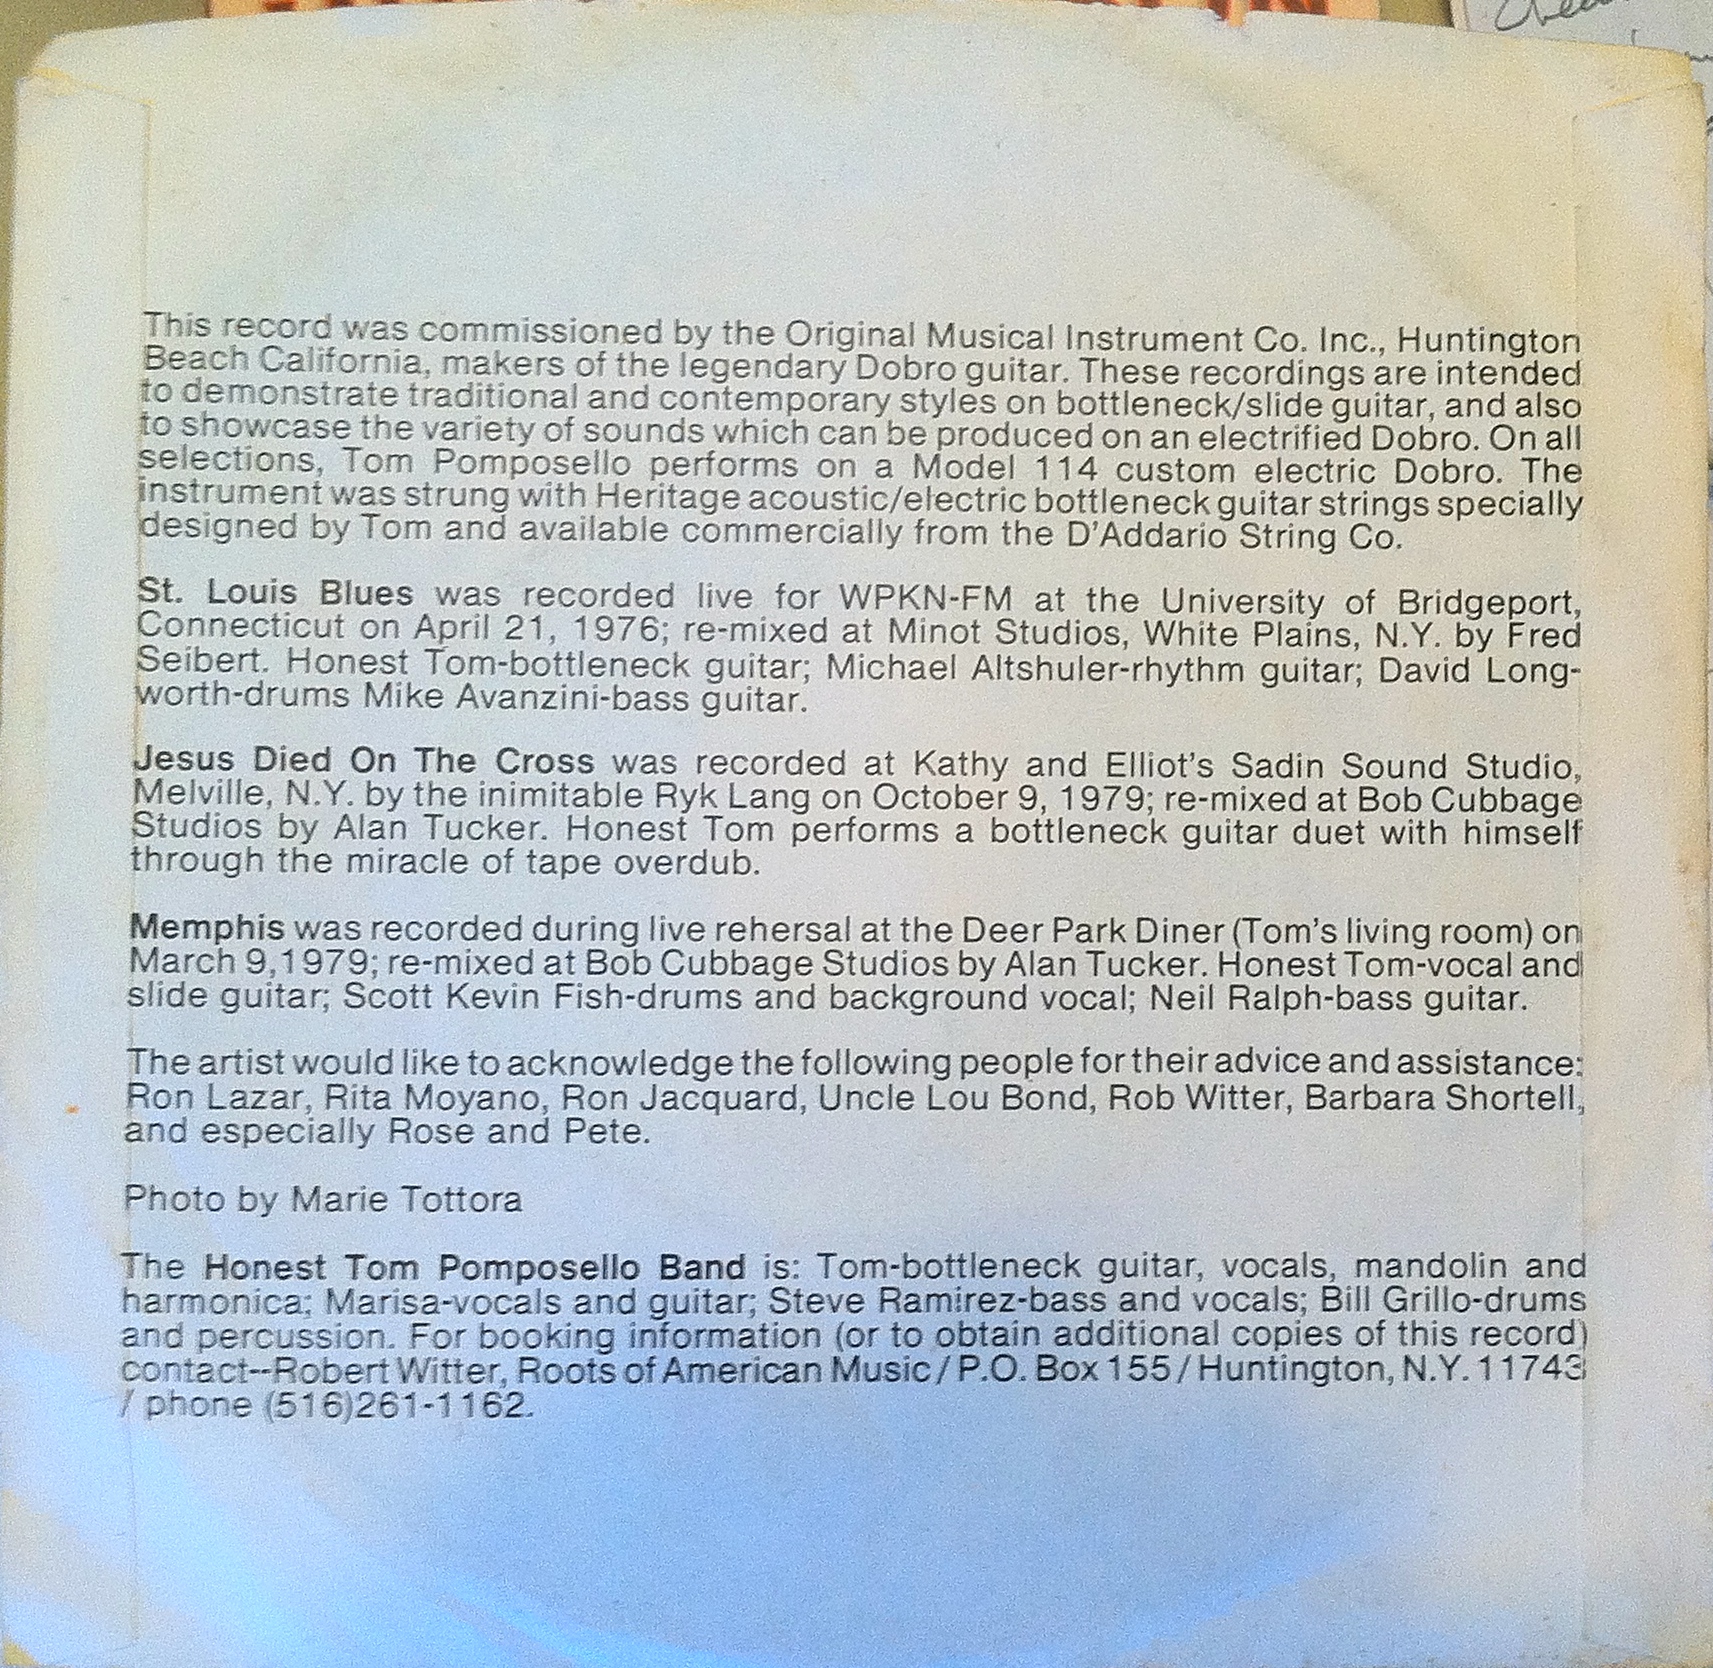 This record was commissioned by the Original Musical Instrument Co. Inc., Huntington
Beach California, makers of the legendary Dobro guitar. These recordings are intended
to demonstrate traditional and contemporary styles on bottleneck/slide guitar, and also
to showcase the variety of sounds which can be produced on an electrified Dobro. On all
selections, Tom Pomposello performs on a Model 114 custom electric Dobro. The
instrument was strung with Heritage acoustic/electric bottleneck guitar strings specially
designed by Tom and available commercially from the D'Addario String Co.
St. Louis Blues was recorded live for WPKN-FM at the University of Bridgeport,
Connecticut on April 21, 1976; re-mixed at Minot Studios, White Plains, N.Y. by Fred
Seibert. Honest Tom-bottleneck guitar; Michael Altshuler-rhythm guitar; David Long-
worth-drums Mike Avanzini-bass guitar.
Jesus Died On The Cross was recorded at Kathy and Elliot's Sadin Sound Studio,
Melville, N.Y. by the inimitable Ryk Lang on October 9, 1979; re-mixed at Bob Cubbage
Studios by Alan Tucker. Honest Tom performs a bottleneck guitar duet with himself
through the miracle of tape overdub.
Memphis was recorded during live rehersal at the Deer Park Diner (Tom's living room) on
March 9,1979; re-mixed at Bob Cubbage Studios by Alan Tucker. Honest Tom-vocal and
slide guitar; Scott Kevin Fish-drums and background vocal; Neil Ralph-bass guitar.
The artist would like to acknowledge the following people for their advice and assistance:
Ron Lazar, Rita Moyano, Ron Jacquard, Uncle Lou Bond, Rob Witter, Barbara Shortell,
and especially Rose and Pete.
Photo by Marie Tottora
The Honest Tom Pomposello Band is: Tom-bottleneck guitar, vocals, mandolin and
harmonica; Marisa-vocals and guitar; Steve Ramirez-bass and vocals; Bill Grillo-drums
and percussion. For booking information (or to obtain additional copies of this record)
contact--Robert Witter, Roots of American Music / P.O. Box 155 / Huntington, N.Y. 11743
/ phone (516)261-1162.